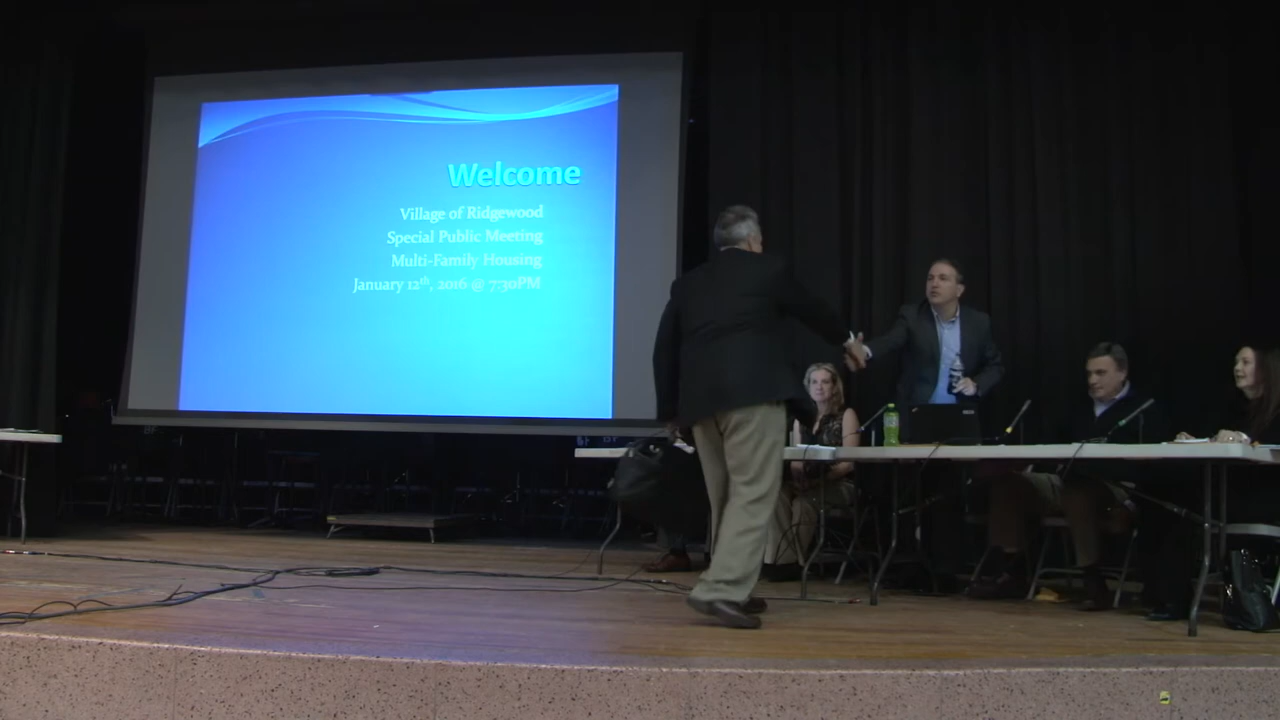 Welcome
Village of Ridgewood
Special Public Meeting
Multi-Family Housing
January 12th, 2016 @ 7:30PM